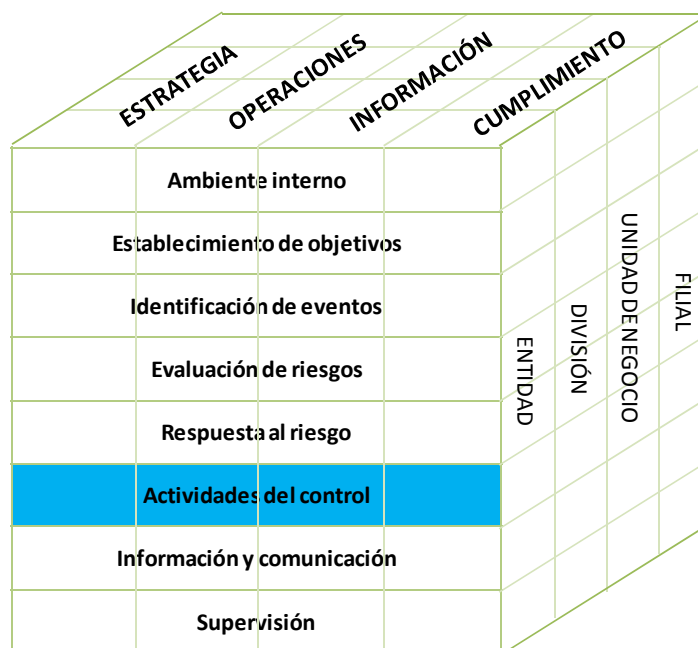 ESTRATEGIA
OPERACIONES
INFORMACIÓN
CUMPLIMIENTO
Ambiente interno
Establecimiento de objetivos
Identificación de eventos
Evaluación de riesgos
Respuesta al riesgo
Actividades del control
Información y comunicación
Supervisión
ENTIDAD
DIVISIÓN
UNIDAD DE NEGOCIO
FILIAL